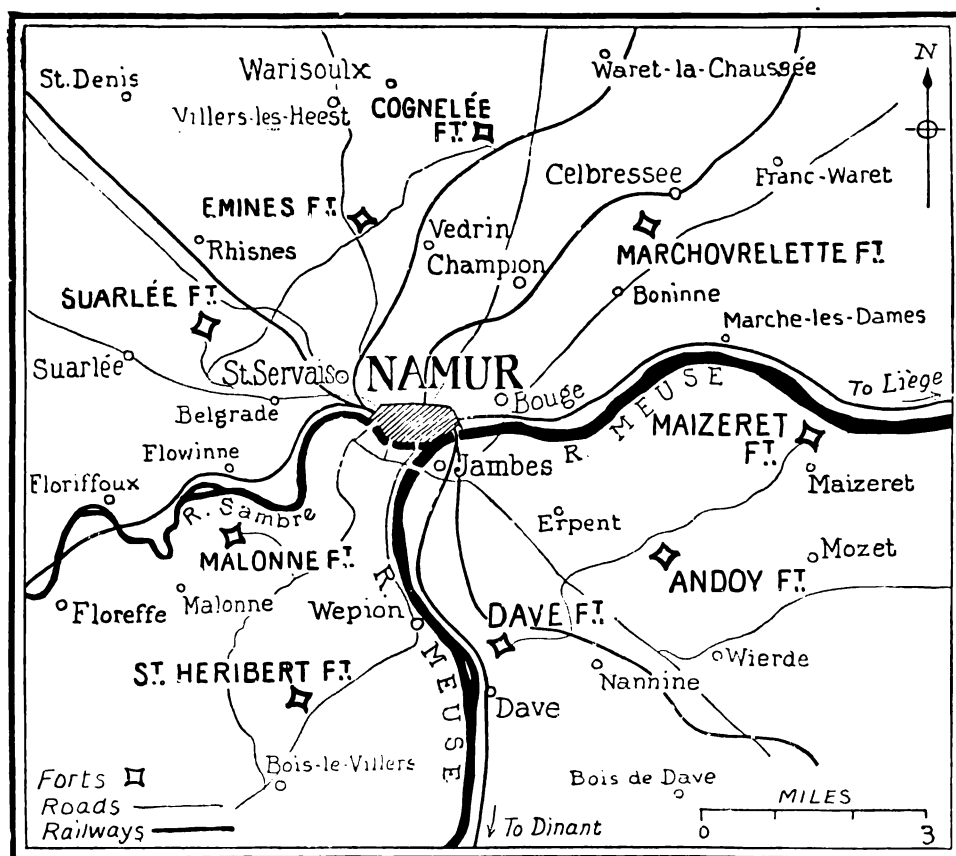 N
St. Denis
Warisoulx
Waret-la-Chaussée
Villers-les-Heest
COGNELÉE
FT.
Celbressee
Franc-Waret
EMINES FT.
Rhisnes
Vedrin
Champion
MARCHOVRELETTE FT.
SUARLÉE FT.
Boninne
Marche-les-Dames
Suarlée
St. Servais
NAMUR
To Liège
Belgrade
Bouge
R. MEUSE
MAIZERET
FT.
Flowinne
Jambes
Floriffoux
Maizeret
R. Sambre
Erpent
MALONNE FT.
Mozet
ANDOY FT.
Floreffe
Malonne
Wepion
R. MEUSE
DAVE FT.
Wierde
ST. HERIBERT FT.
Nannine
Dave
Bois-le-Villers
Bois de Dave
Forts
Roads
Railways
To Dinant
MILES
0 3